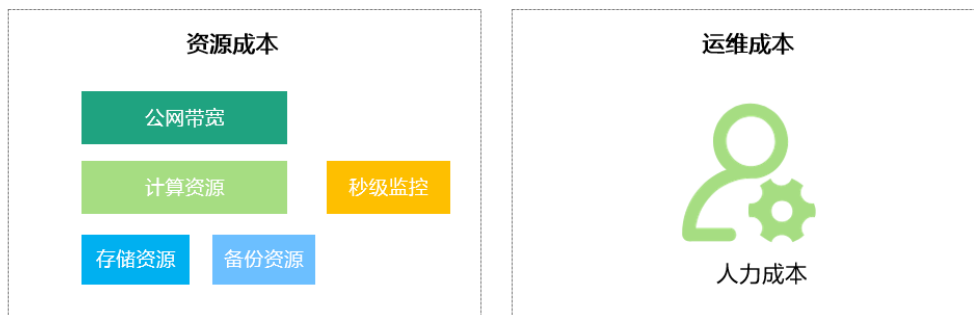 资源成本
运维成本
公网带宽
计算资源
秒级监控
存储资源
备份资源
人力成本